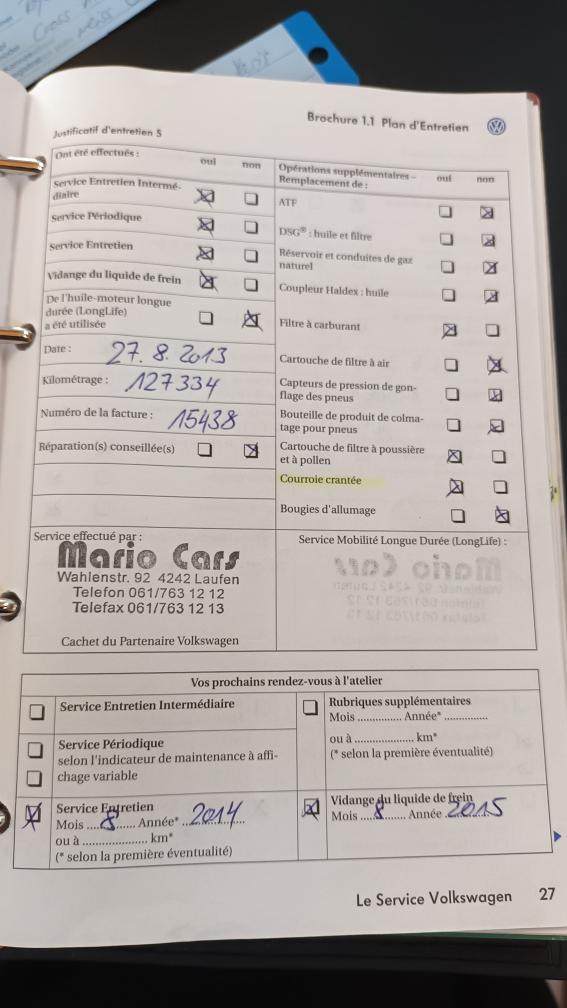 Cross
Brochure 1.1 Plan d'Entretien
Justificatif d'entretien 5
Ont été effectués : oui non
Service Entretien Intermé-
diaire
Service Périodique
Service Entretien
Vidange du liquide de frein
De l'huile-moteur longue
durée (LongLife)
a été utilisée
Date : 27. 8. 2013
Kilométrage : 127334
Numéro de la facture : 15438
Réparation(s) conseillée(s)
Opérations supplémentaires – oui non
Remplacement de :
ATF
DSG® : huile et filtre
Réservoir et conduites de gaz
naturel
Coupleur Haldex : huile
Filtre à carburant
Cartouche de filtre à air
Capteurs de pression de gon-
flage des pneus
Bouteille de produit de colma-
tage pour pneus
Cartouche de filtre à poussière
et à pollen
Courroie crantée
Bougies d'allumage
Service effectué par :
Mario Cars
Wahlenstr. 92 4242 Laufen
Telefon 061/763 12 12
Telefax 061/763 12 13
Cachet du Partenaire Volkswagen
Service Mobilité Longue Durée (LongLife) :
Vos prochains rendez-vous à l'atelier
Service Entretien Intermédiaire
Service Périodique
selon l'indicateur de maintenance à affi-
chage variable
Rubriques supplémentaires
Mois ............... Année* ...............
ou à .................... km*
(* selon la première éventualité)
Service Entretien
Mois ....8....... Année* ..2014..........
ou à .................... km*
(* selon la première éventualité)
Vidange du liquide de frein
Mois ....8....... Année .2015.......
Le Service Volkswagen 27